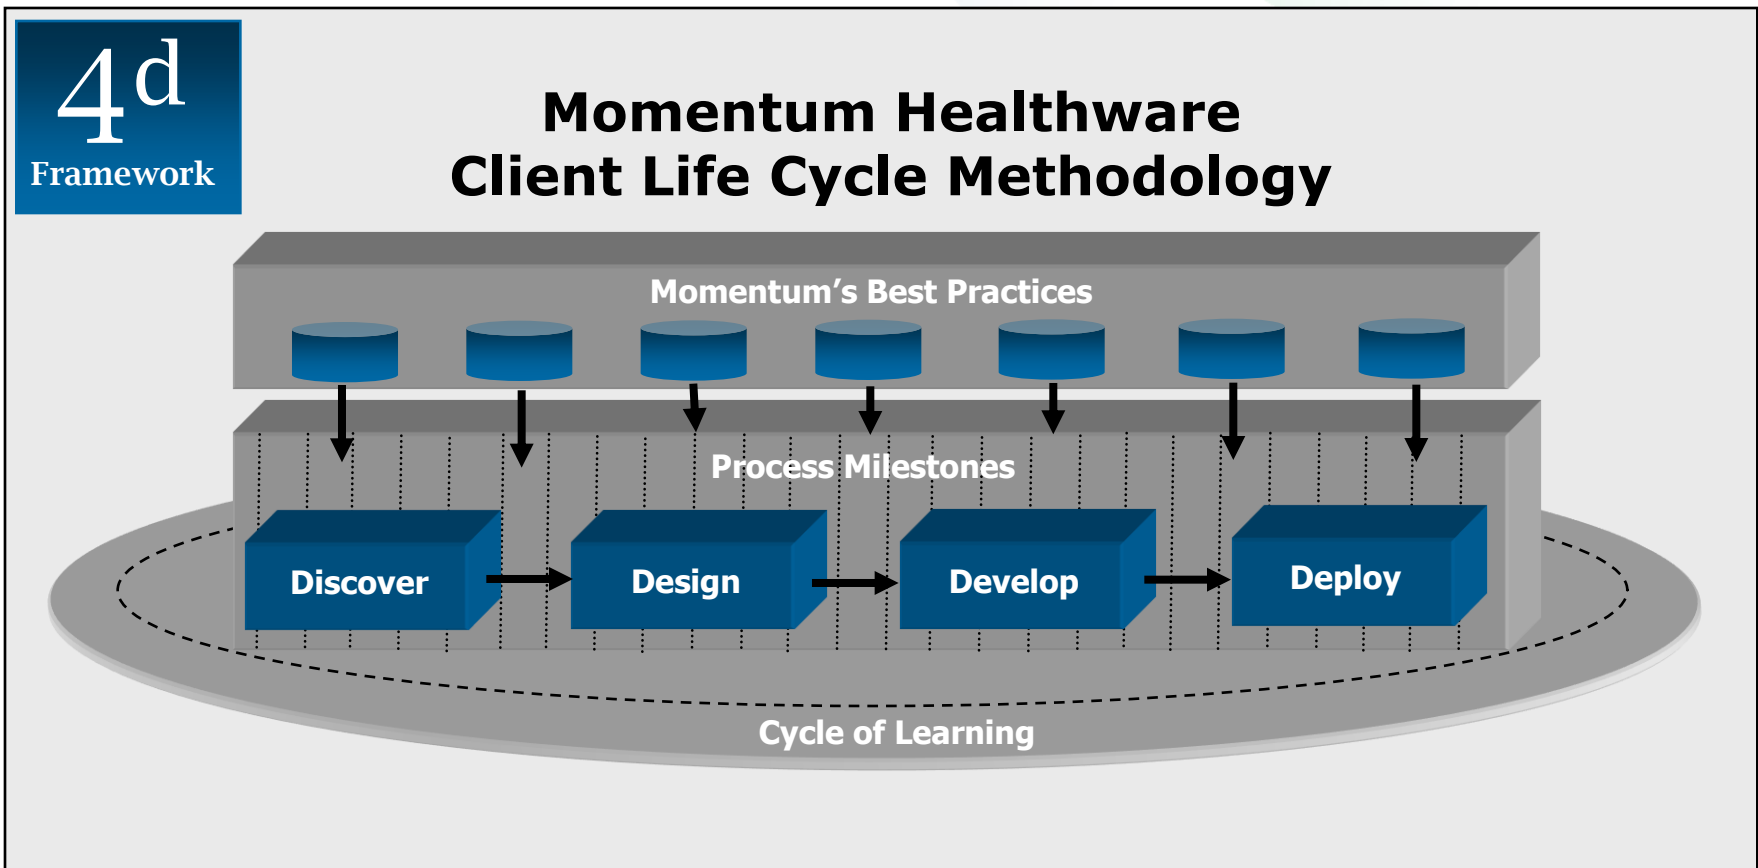 4d
Framework
Momentum Healthware
Client Life Cycle Methodology
Momentum’s Best Practices
Process Milestones
Discover
Design
Develop
Deploy
Cycle of Learning